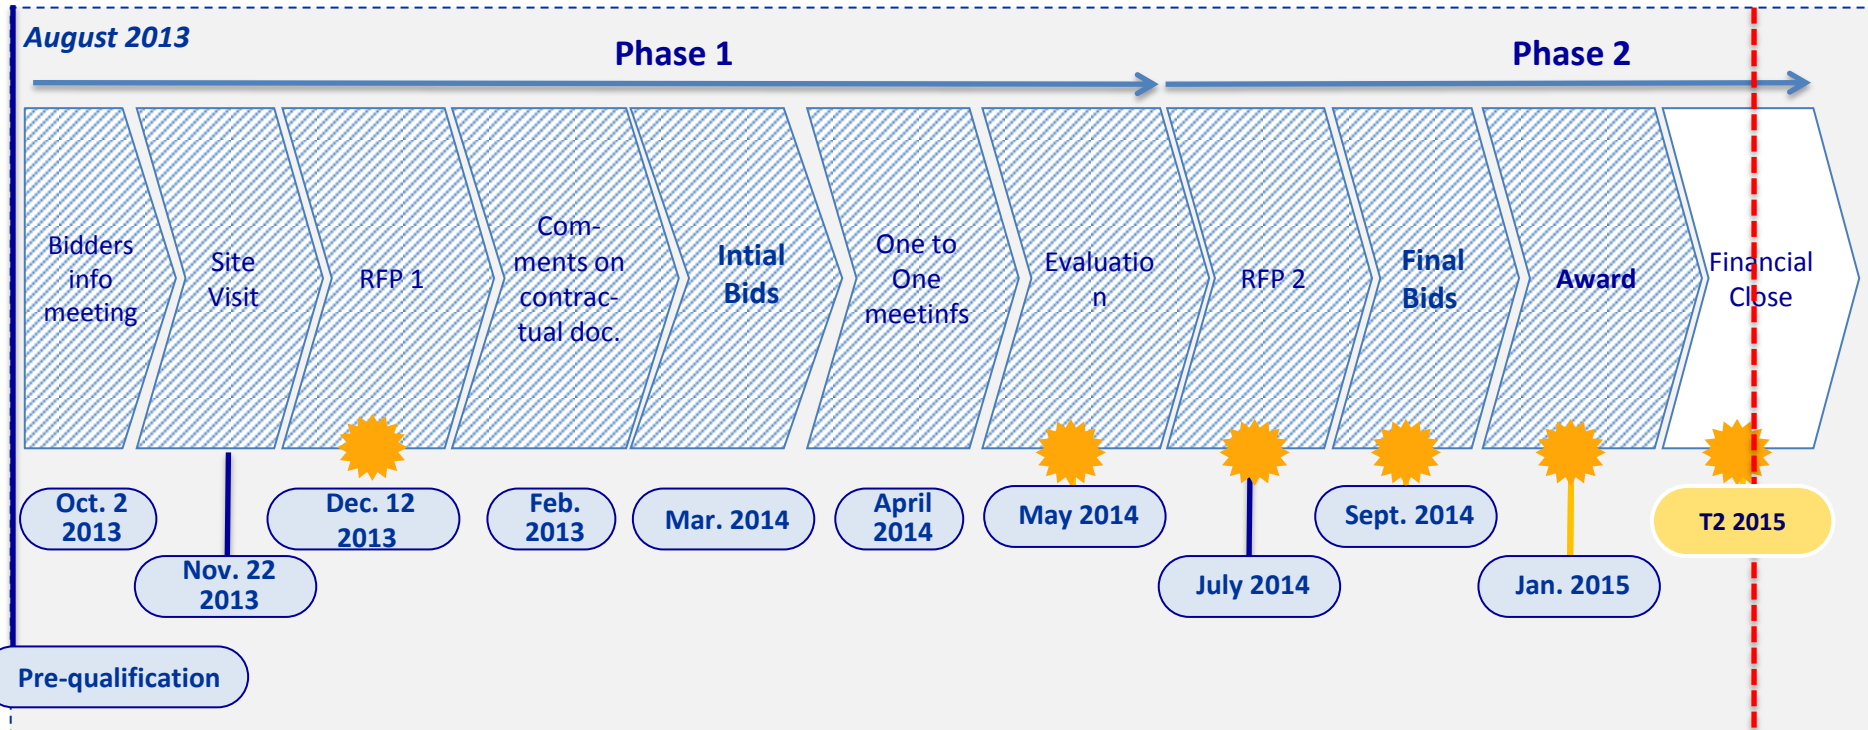 August 2013
Phase 1
Phase 2
Bidders
info
meeting
Site
Visit
RFP 1
Com-
ments on
contrac-
tual doc.
Intial
Bids
One to
One
meetinfs
Evaluatio
n
RFP 2
Final
Bids
Award
Financial
Close
Oct. 2
2013
Nov. 22
2013
Dec. 12
2013
Feb.
2013
Mar. 2014
April
2014
May 2014
July 2014
Sept. 2014
Jan. 2015
T2 2015
Pre-qualification